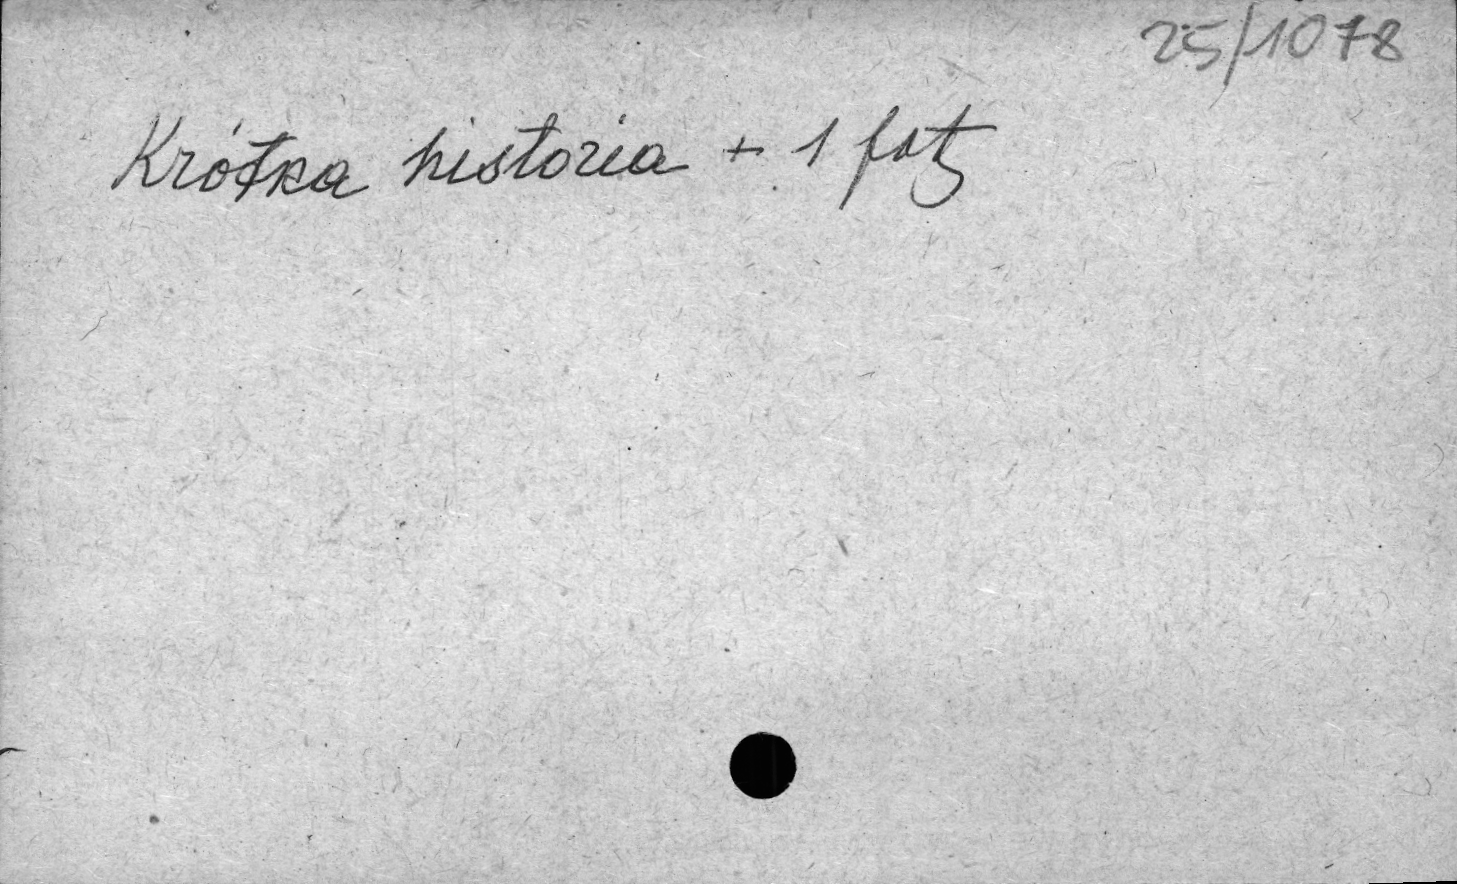 25/1078
Krótka historia + 1 fot